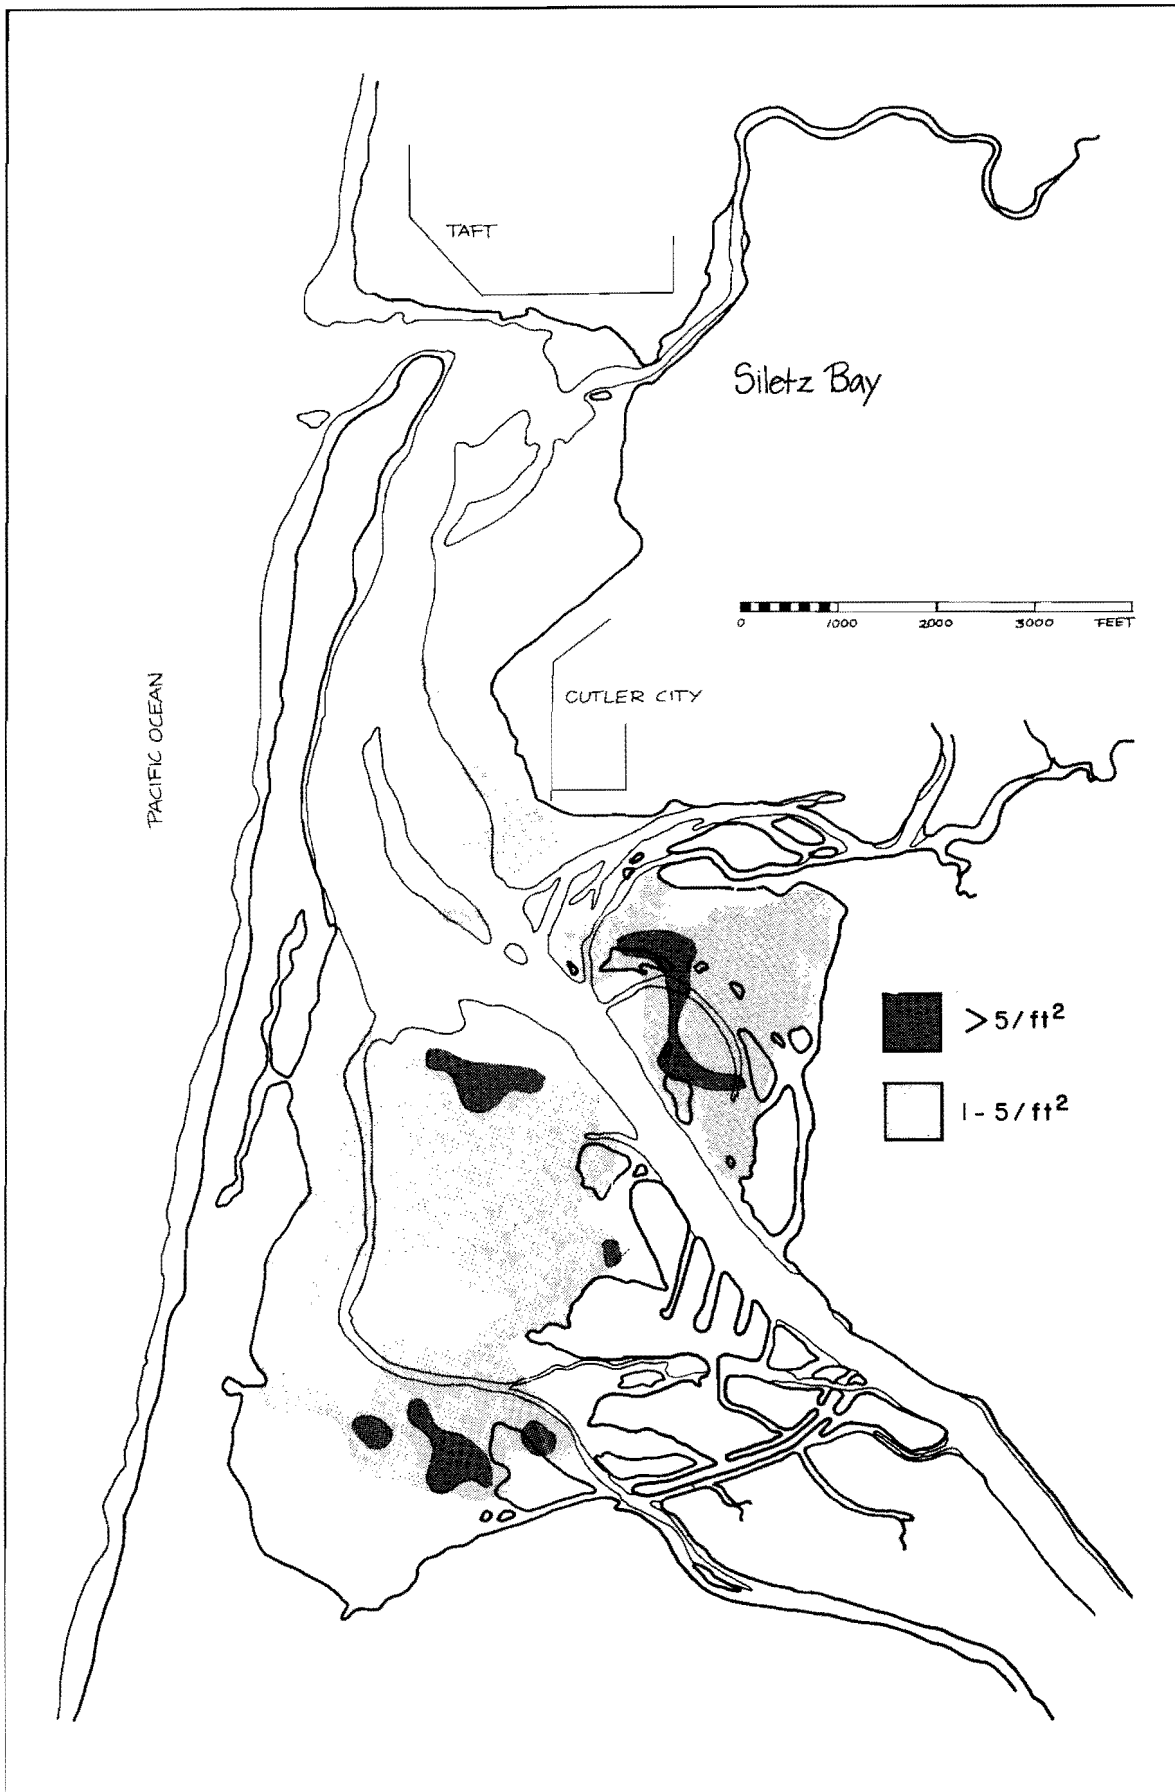 TAFT
Siletz Bay
0 1000 2000 3000 FEET
PACIFIC OCEAN
CUTLER CITY
> 5/ft²
1-5/ft²